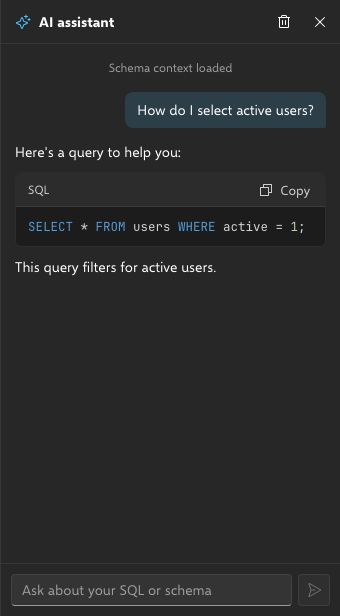 AI assistant
Schema context loaded
How do I select active users?
Here's a query to help you:
SQL
Copy
SELECT * FROM users WHERE active = 1;
This query filters for active users.
Ask about your SQL or schema